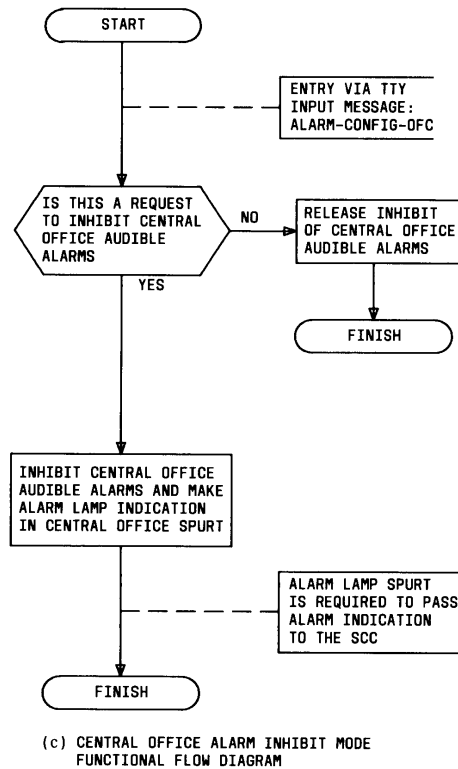 START
ENTRY VIA TTY
INPUT MESSAGE:
ALARM-CONFIG-OFC
IS THIS A REQUEST
TO INHIBIT CENTRAL
OFFICE AUDIBLE
ALARMS
NO
RELEASE INHIBIT
OF CENTRAL OFFICE
AUDIBLE ALARMS
YES
FINISH
INHIBIT CENTRAL OFFICE
AUDIBLE ALARMS AND MAKE
ALARM LAMP INDICATION
IN CENTRAL OFFICE SPURT
ALARM LAMP SPURT
IS REQUIRED TO PASS
ALARM INDICATION
TO THE SCC
FINISH
(c) CENTRAL OFFICE ALARM INHIBIT MODE
FUNCTIONAL FLOW DIAGRAM